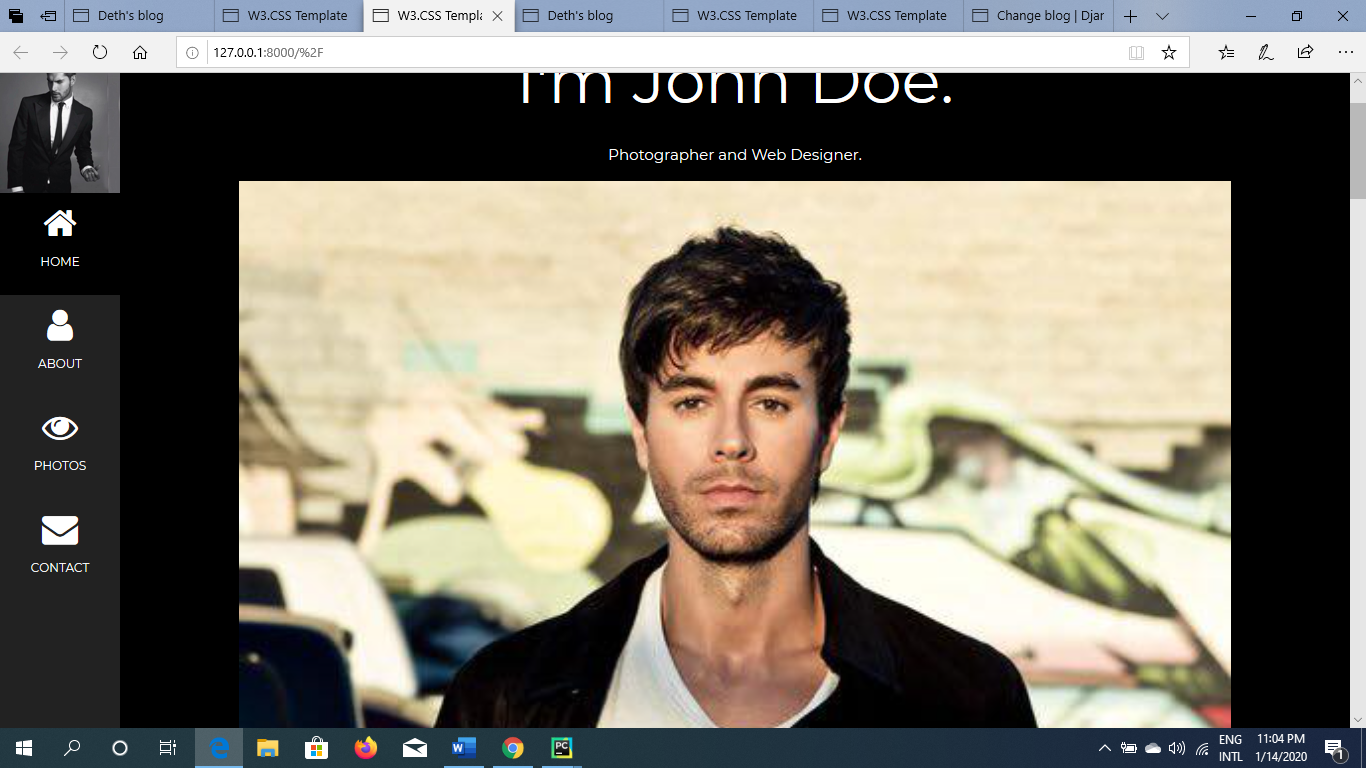 Deth's blog
W3.CSS Template
W3.CSS Templa
Deth's blog
W3.CSS Template
W3.CSS Template
Change blog | Djar
127.0.0.1:8000/%2F
I'm John Doe.
Photographer and Web Designer.
HOME
ABOUT
PHOTOS
CONTACT
W
PC
ENG
INTL
11:04 PM
1/14/2020
1